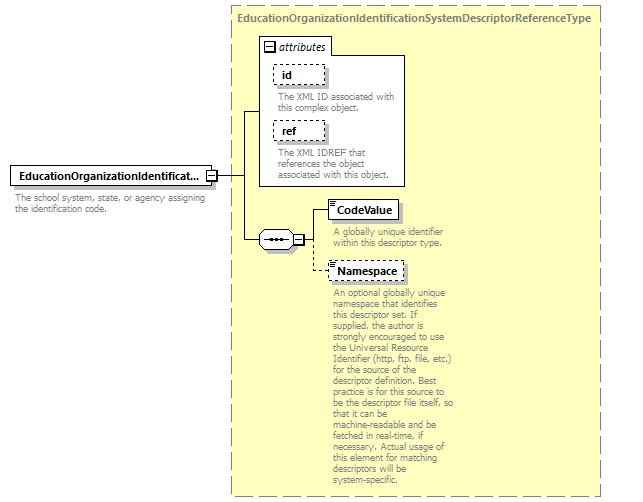 EducationOrganizationIdentificationSystemDescriptorReferenceType
attributes
id
The XML ID associated with
this complex object.
ref
The XML IDREF that
references the object
associated with this object.
EducationOrganizationIdentificat...
The school system, state, or agency assigning
the identification code.
CodeValue
A globally unique identifier
within this descriptor type.
Namespace
An optional globally unique
namespace that identifies
this descriptor set. If
supplied, the author is
strongly encouraged to use
the Universal Resource
Identifier (http, ftp, file, etc.)
for the source of the
descriptor definition. Best
practice is for this source to
be the descriptor file itself, so
that it can be
machine-readable and be
fetched in real-time, if
necessary. Actual usage of
this element for matching
descriptors will be
system-specific.